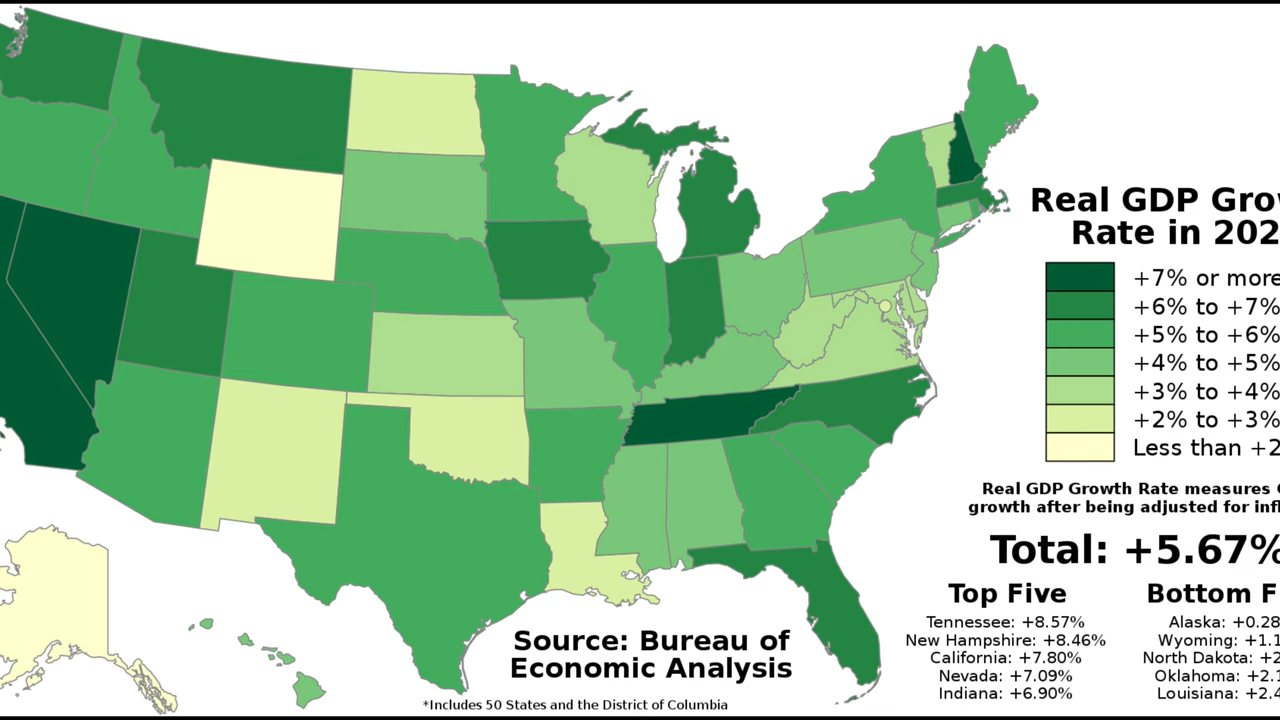 Real GDP Gro
Rate in 202
+7% or more
+6% to +7%
+5% to +6%
+4% to +5%
+3% to +4%
+2% to +3%
Less than +2
Real GDP Growth Rate measures
growth after being adjusted for infl
Total: +5.67%
Top Five
Tennessee: +8.57%
New Hampshire: +8.46%
California: +7.80%
Nevada: +7.09%
Indiana: +6.90%
Bottom F
Alaska: +0.28
Wyoming: +1.1
North Dakota: +2
Oklahoma: +2.1
Louisiana: +2.4
Source: Bureau of
Economic Analysis
*Includes 50 States and the District of Columbia